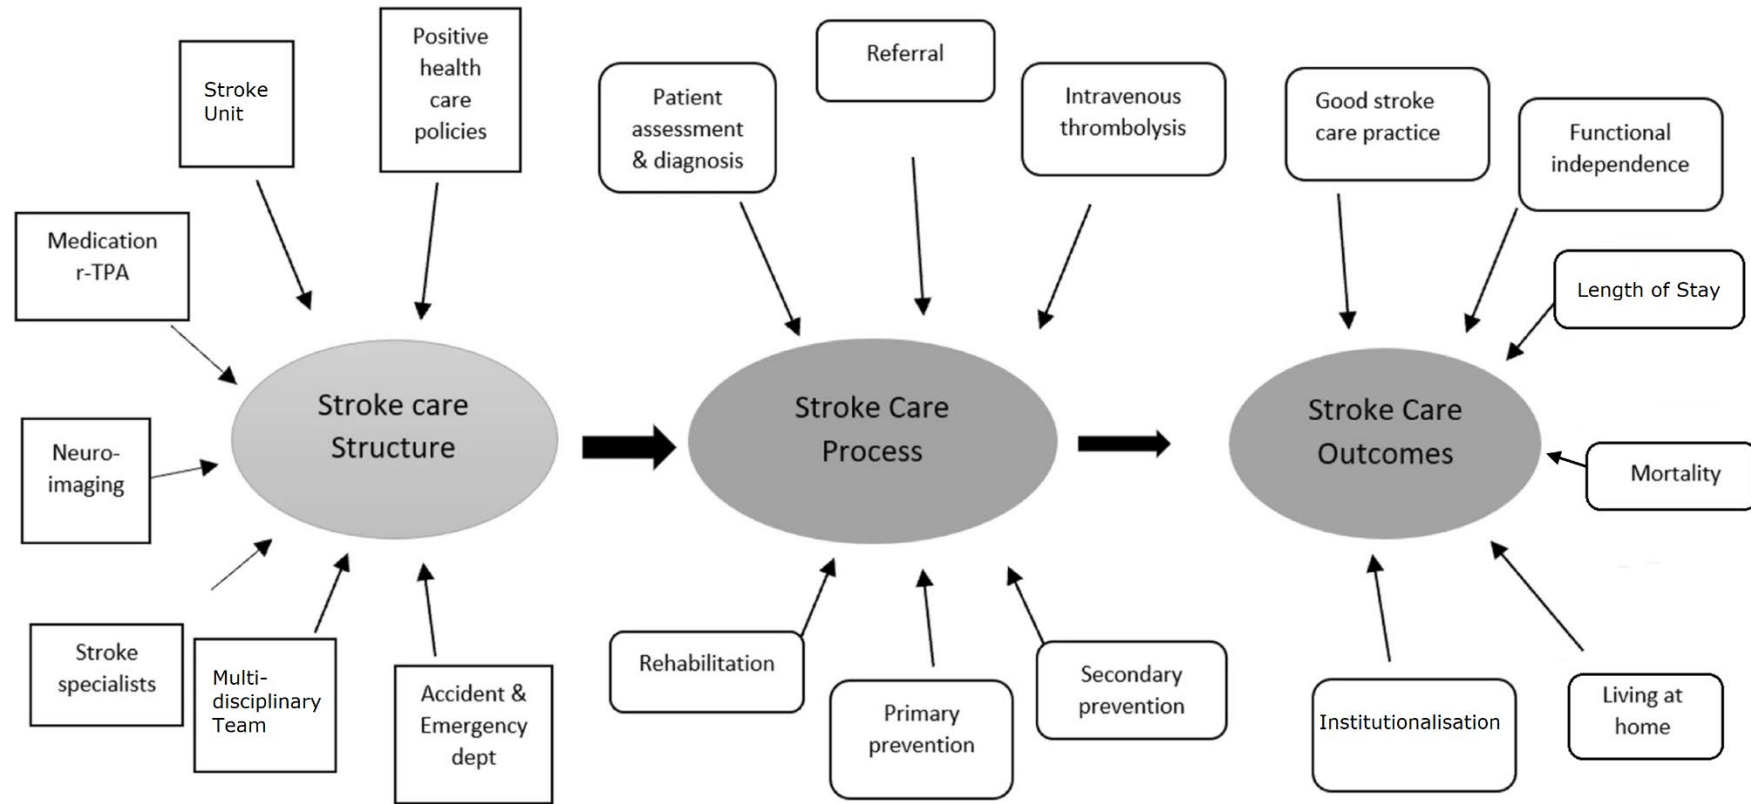 Stroke
Unit
Positive
health
care
policies
Medication
r-TPA
Neuro-
imaging
Stroke
specialists
Multi-
disciplinary
Team
Accident &
Emergency
dept
Stroke care
Structure
Patient
assessment
& diagnosis
Referral
Intravenous
thrombolysis
Stroke Care
Process
Rehabilitation
Primary
prevention
Secondary
prevention
Good stroke
care practice
Functional
independence
Length of Stay
Mortality
Stroke Care
Outcomes
Institutionalisation
Living at
home